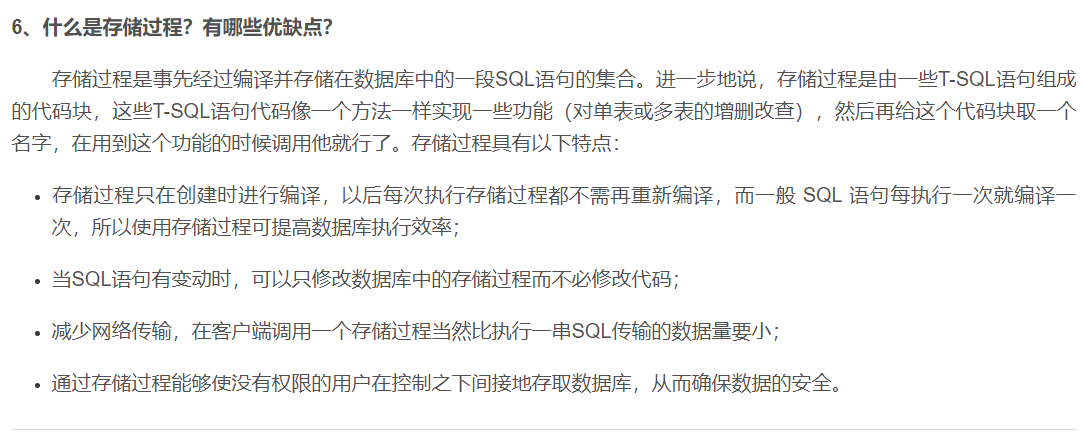 6、什么是存储过程？有哪些优缺点？
存储过程是事先经过编译并存储在数据库中的一段SQL语句的集合。进一步地说，存储过程是由一些T-SQL语句组成
的代码块，这些T-SQL语句代码像一个方法一样实现一些功能（对单表或多表的增删改查），然后再给这个代码块取一个
名字，在用到这个功能的时候调用他就行了。存储过程具有以下特点：
• 存储过程只在创建时进行编译，以后每次执行存储过程都不需再重新编译，而一般 SQL 语句每执行一次就编译一
次，所以使用存储过程可提高数据库执行效率；
• 当SQL语句有变动时，可以只修改数据库中的存储过程而不必修改代码；
• 减少网络传输，在客户端调用一个存储过程当然比执行一串SQL传输的数据量要小；
• 通过存储过程能够使没有权限的用户在控制之下间接地存取数据库，从而确保数据的安全。